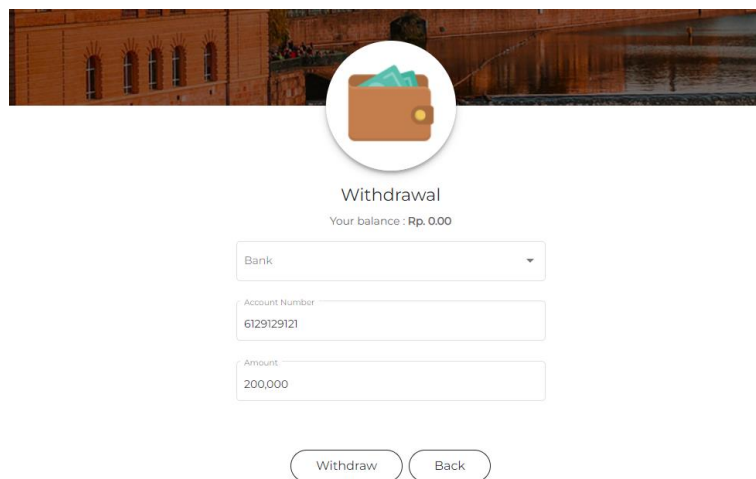 Withdrawal
Your balance : Rp. 0.00
Bank
Account Number
6129129121
Amount
200,000
Withdraw
Back